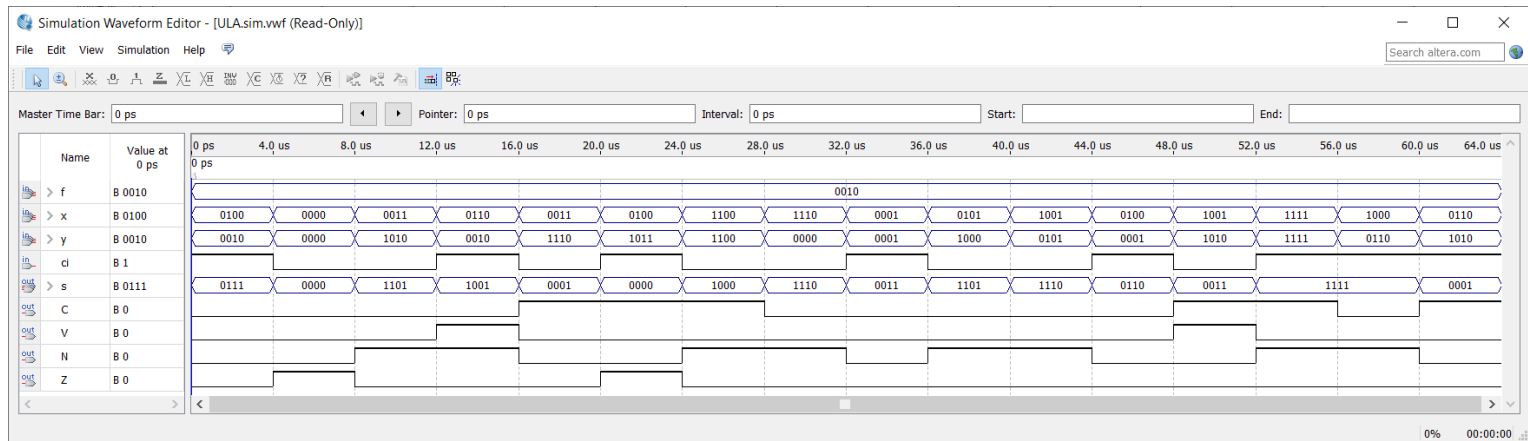 Simulation Waveform Editor - [ULA.sim.vwf (Read-Only)]
File Edit View Simulation Help
Search altera.com
Master Time Bar: 0 ps Pointer: 0 ps Interval: 0 ps Start: End:
Name Value at 0 ps
0 ps 4.0 us 8.0 us 12.0 us 16.0 us 20.0 us 24.0 us 28.0 us 32.0 us 36.0 us 40.0 us 44.0 us 48.0 us 52.0 us 56.0 us 60.0 us 64.0 us
0 ps
f B 0010 0010
x B 0100 0100 0000 0011 0110 0011 0100 1100 1110 0001 0101 1001 0100 1001 1111 1000 0110
y B 0010 0010 0000 1010 0010 1110 1011 1100 0000 0001 1000 0101 0001 1010 1111 0110 1010
in ci B 1
s B 0111 0111 0000 1101 1001 0001 0000 1000 1110 0011 1101 1110 0110 0011 1111 0001
out C B 0
out V B 0
out N B 0
out Z B 0
0% 00:00:00